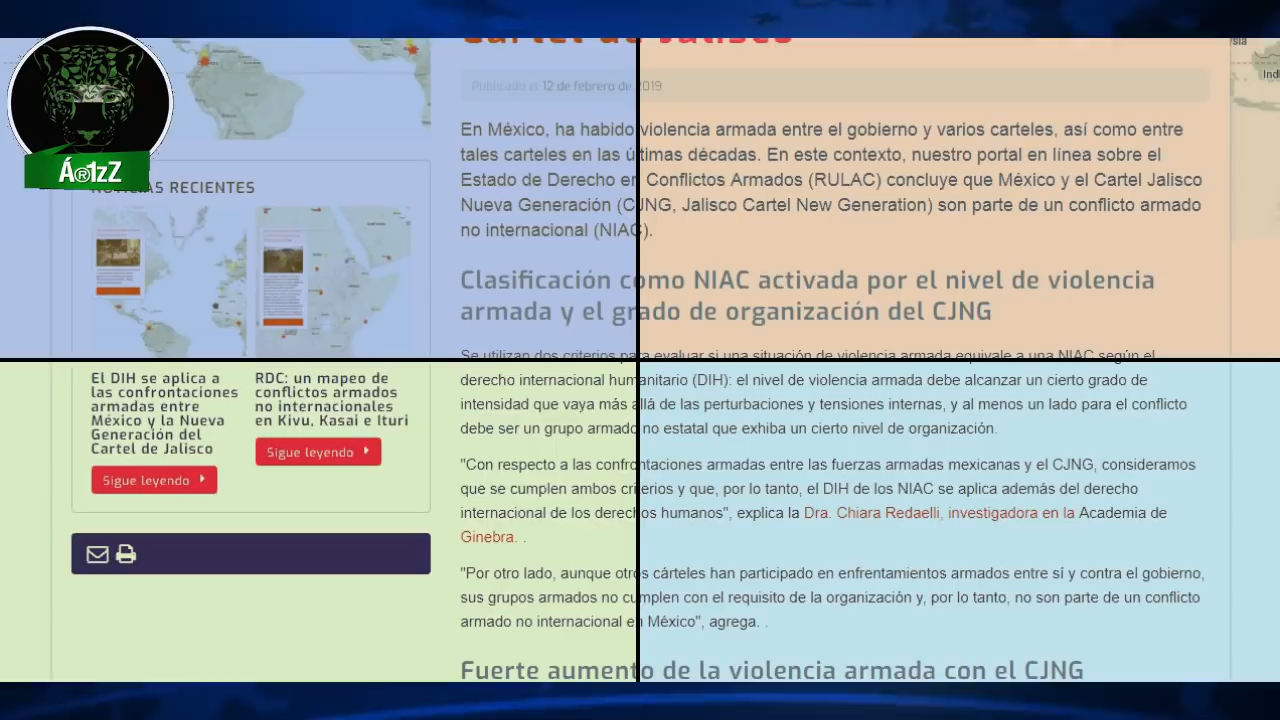 Cartel de Jalisco
Publicado el 12 de febrero de 2019
En México, ha habido violencia armada entre el gobierno y varios carteles, así como entre
tales carteles en las últimas décadas. En este contexto, nuestro portal en línea sobre el
Estado de Derecho en Conflictos Armados (RULAC) concluye que México y el Cartel Jalisco
Nueva Generación (CJNG, Jalisco Cartel New Generation) son parte de un conflicto armado
no internacional (NIAC).
Clasificación como NIAC activada por el nivel de violencia
armada y el grado de organización del CJNG
Se utilizan dos criterios para evaluar si una situación de violencia armada equivale a una NIAC según el
derecho internacional humanitario (DIH): el nivel de violencia armada debe alcanzar un cierto grado de
intensidad que vaya más allá de las perturbaciones y tensiones internas, y al menos un lado para el conflicto
debe ser un grupo armado no estatal que exhiba un cierto nivel de organización.
"Con respecto a las confrontaciones armadas entre las fuerzas armadas mexicanas y el CJNG, consideramos
que se cumplen ambos criterios y que, por lo tanto, el DIH de los NIAC se aplica además del derecho
internacional de los derechos humanos", explica la Dra. Chiara Redaelli, investigadora en la Academia de
Ginebra. .
"Por otro lado, aunque otros cárteles han participado en enfrentamientos armados entre sí y contra el gobierno,
sus grupos armados no cumplen con el requisito de la organización y, por lo tanto, no son parte de un conflicto
armado no internacional en México", agrega. .
Fuerte aumento de la violencia armada con el CJNG
Á®1zZ
RECIENTES
El DIH se aplica a
las confrontaciones
armadas entre
México y la Nueva
Generación del
Cartel de Jalisco
Sigue leyendo
RDC: un mapeo de
conflictos armados
no internacionales
en Kivu, Kasai e Ituri
Sigue leyendo